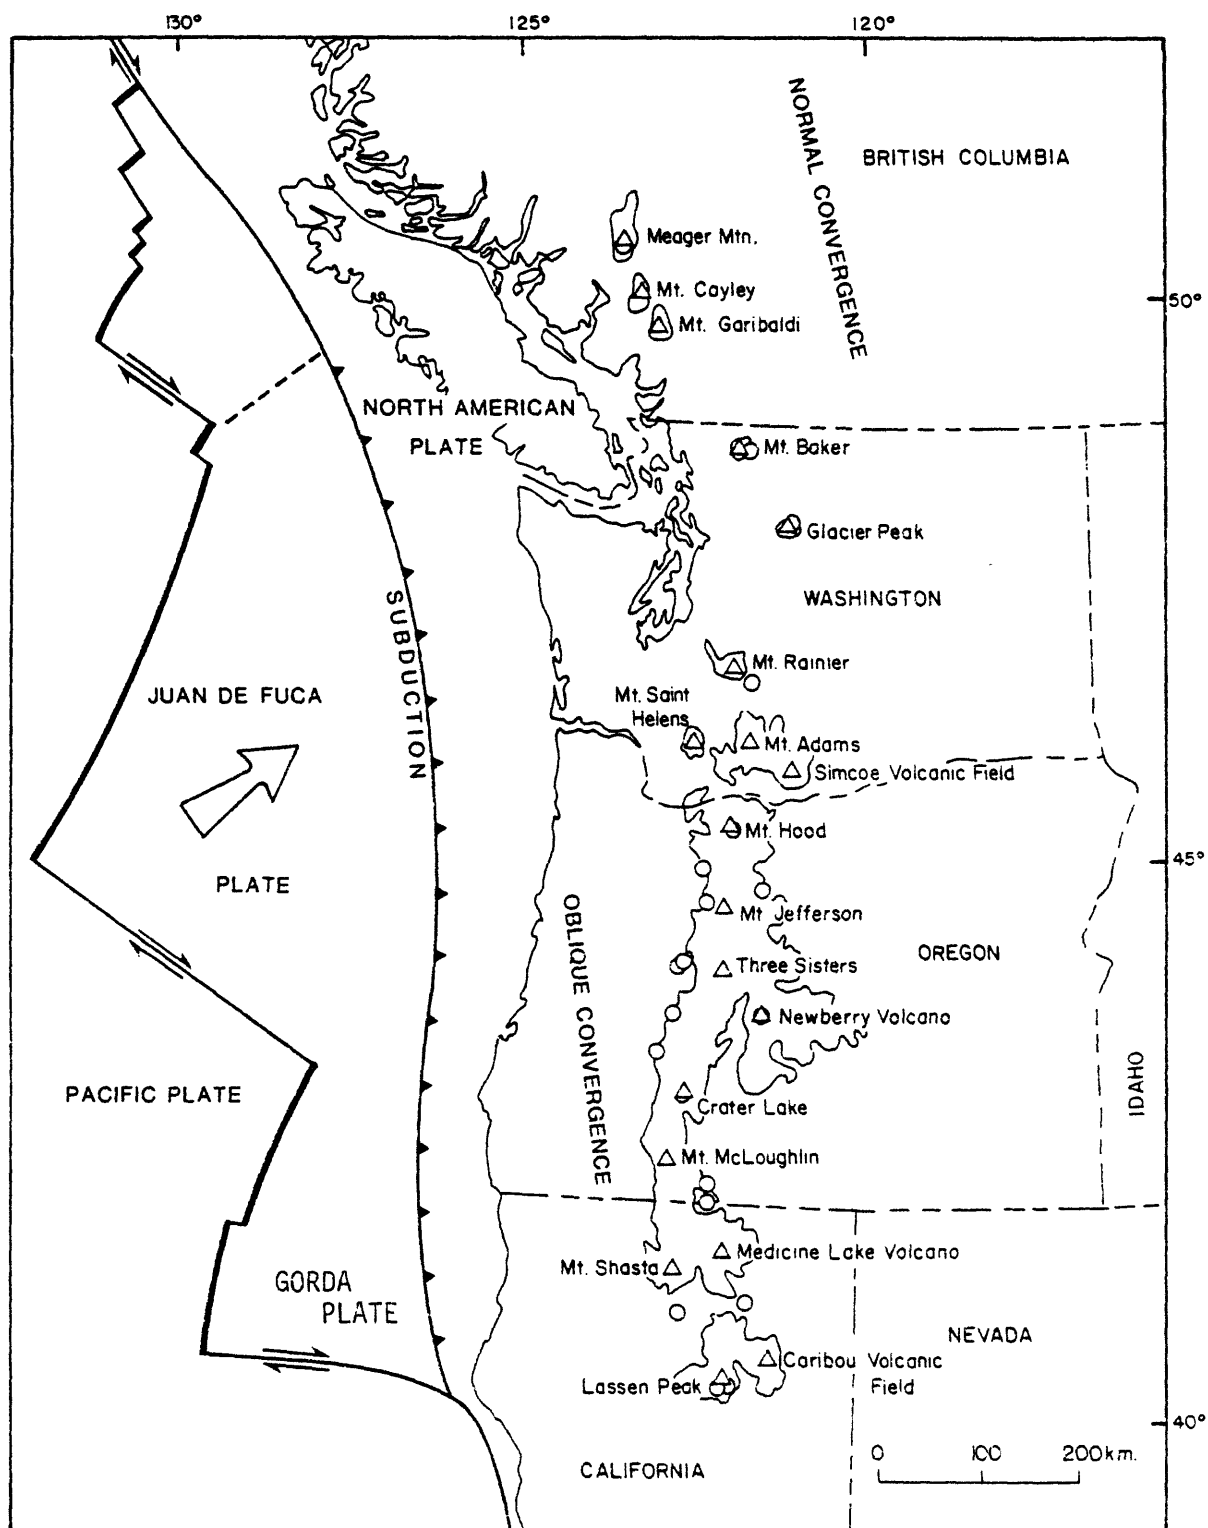 130°
125°
120°
NORMAL CONVERGENCE
BRITISH COLUMBIA
Meager Mtn.
Mt. Cayley
50°
Mt. Garibaldi
NORTH AMERICAN
PLATE
Mt. Baker
Glacier Peak
WASHINGTON
SUBDUCTION
Mt. Rainier
JUAN DE FUCA
Mt. Saint
Helens
Mt. Adams
Simcoe Volcanic Field
Mt. Hood
45°
PLATE
OBLIQUE CONVERGENCE
Mt. Jefferson
OREGON
Three Sisters
Newberry Volcano
IDAHO
PACIFIC PLATE
Crater Lake
Mt. McLoughlin
Medicine Lake Volcano
Mt. Shasta
GORDA
PLATE
NEVADA
Caribou Volcanic
Field
Lassen Peak
40°
0 100 200km.
CALIFORNIA